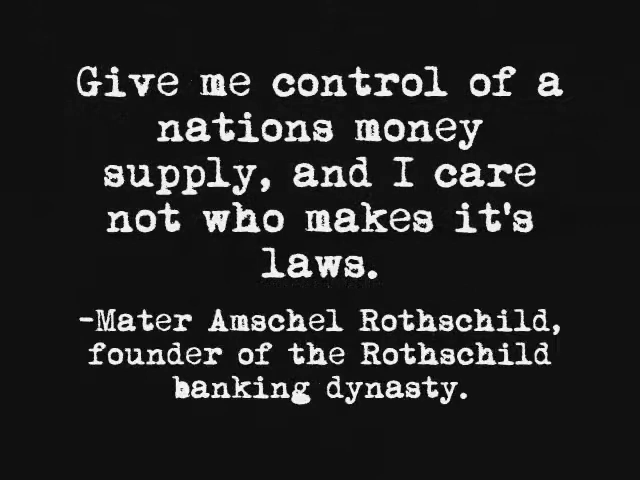 Give me control of a
nations money
supply, and I care
not who makes it's
laws.
-Mater Amschel Rothschild,
founder of the Rothschild
banking dynasty.